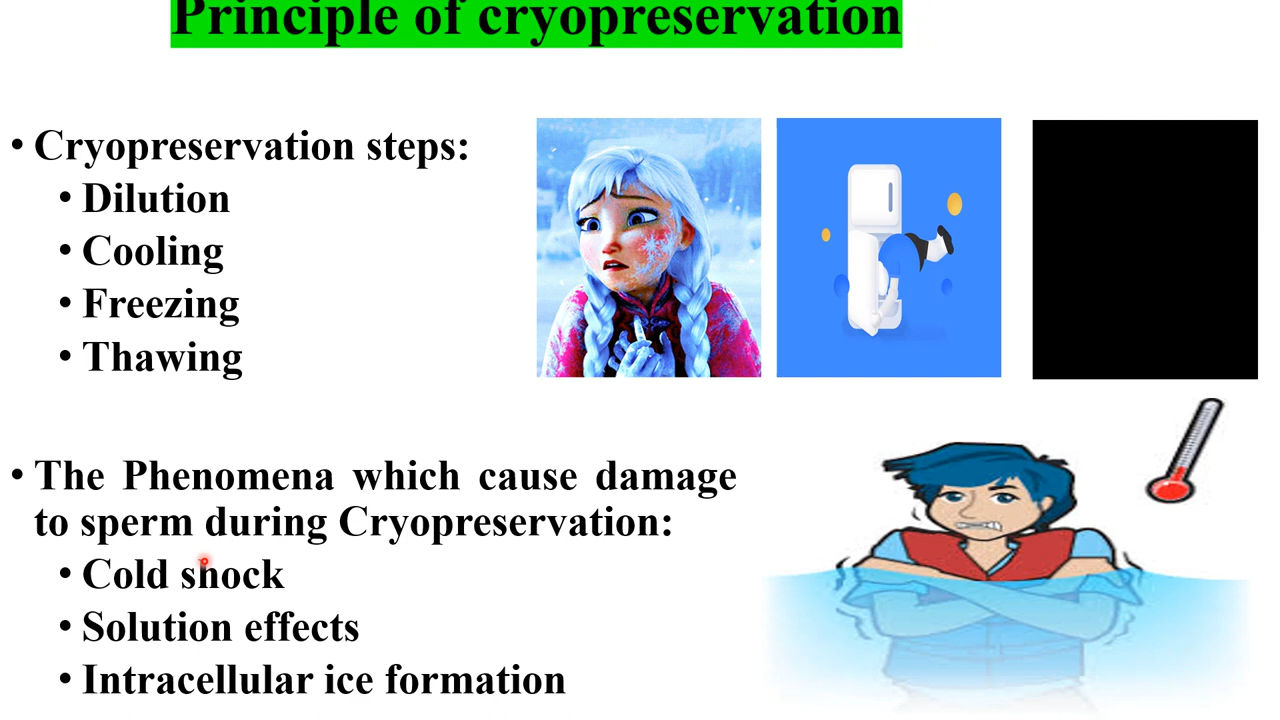 Principle of cryopreservation
• Cryopreservation steps:
• Dilution
• Cooling
• Freezing
• Thawing
• The Phenomena which cause damage
to sperm during Cryopreservation:
• Cold shock
• Solution effects
• Intracellular ice formation